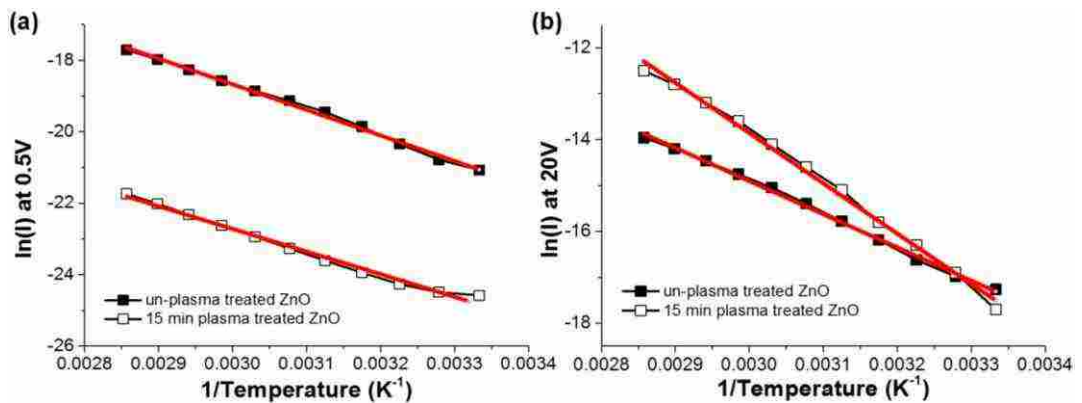 (a)
ln(I) at 0.5V
-18
-20
-22
-24
-26
un-plasma treated ZnO
15 min plasma treated ZnO
0.0028 0.0029 0.0030 0.0031 0.0032 0.0033 0.0034
1/Temperature (K⁻¹)
(b)
ln(I) at 20V
-12
-14
-16
-18
un-plasma treated ZnO
15 min plasma treated ZnO
0.0028 0.0029 0.0030 0.0031 0.0032 0.0033 0.0034
1/Temperature (K⁻¹)